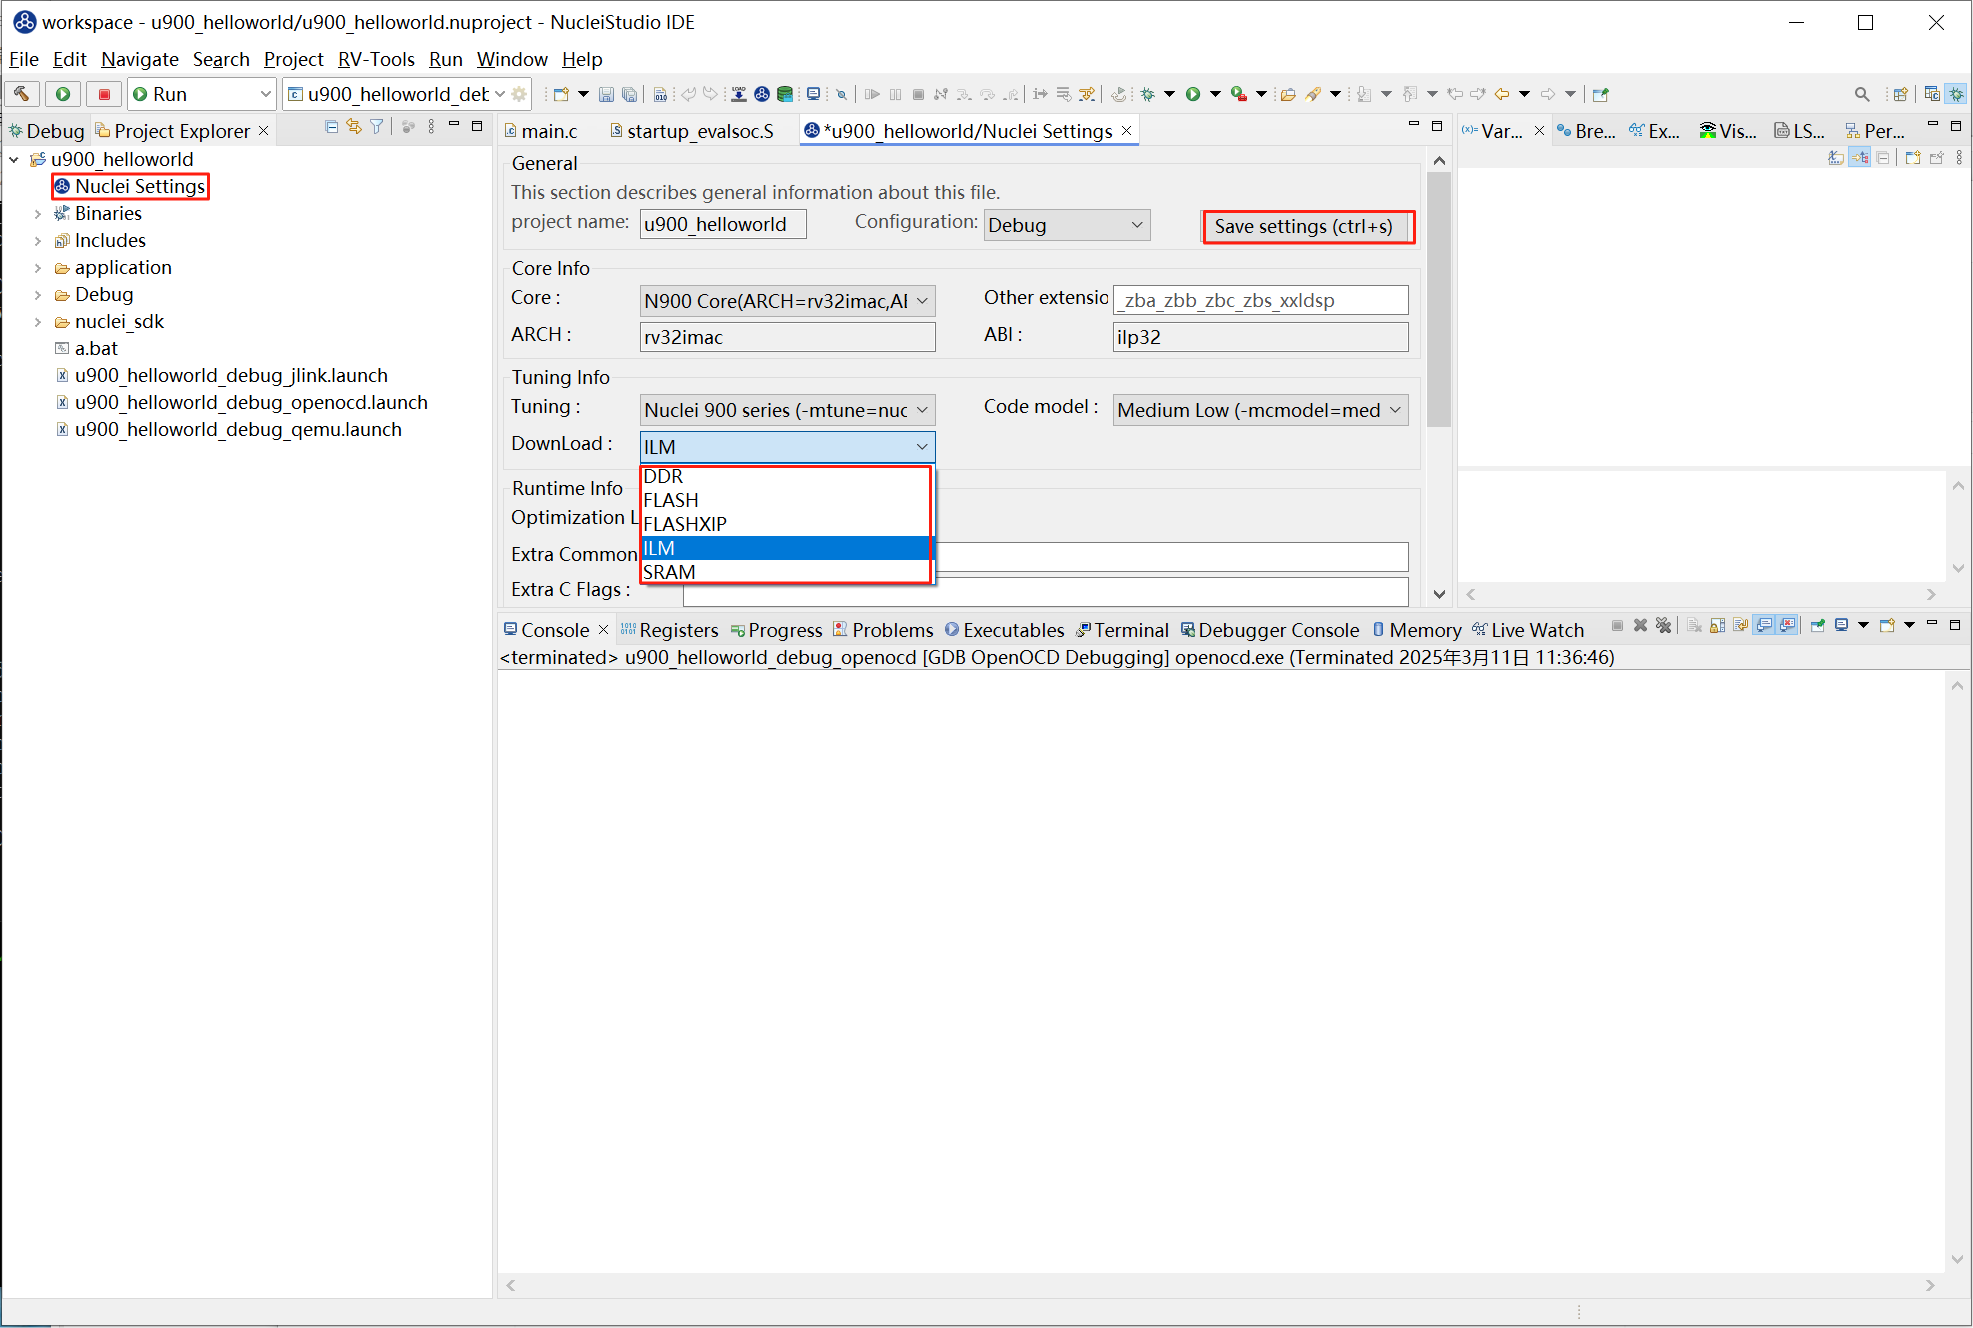 workspace - u900_helloworld/u900_helloworld.nuproject - NucleiStudio IDE
File Edit Navigate Search Project RV-Tools Run Window Help
Run u900_helloworld_det
Debug Project Explorer
u900_helloworld
Nuclei Settings
Binaries
Includes
application
Debug
nuclei_sdk
a.bat
u900_helloworld_debug_jlink.launch
u900_helloworld_debug_openocd.launch
u900_helloworld_debug_qemu.launch
main.c startup_evalsoc.S *u900_helloworld/Nuclei Settings
General
This section describes general information about this file.
project name: u900_helloworld Configuration: Debug Save settings (ctrl+s)
Core Info
Core : N900 Core(ARCH=rv32imac,AI Other extensio _zba_zbb_zbc_zbs_xxldsp
ARCH : rv32imac ABI : ilp32
Tuning Info
Tuning : Nuclei 900 series (-mtune=nuc Code model : Medium Low (-mcmodel=med
DownLoad : ILM
DDR
FLASH
FLASHXIP
ILM
SRAM
Runtime Info
Optimization L
Extra Common
Extra C Flags :
Var... Bre... Ex... Vis... LS... Per...
Console Registers Progress Problems Executables Terminal Debugger Console Memory Live Watch
<terminated> u900_helloworld_debug_openocd [GDB OpenOCD Debugging] openocd.exe (Terminated 2025年3月11日 11:36:46)